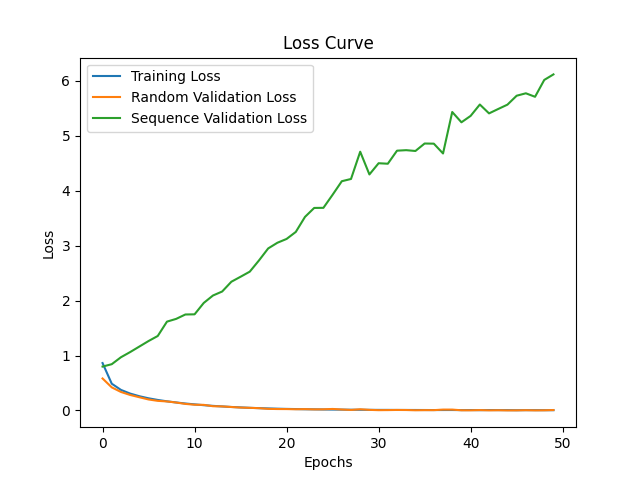 Loss Curve
Training Loss
Random Validation Loss
Sequence Validation Loss
6
5
4
3
2
1
0
Loss
0 10 20 30 40 50
Epochs